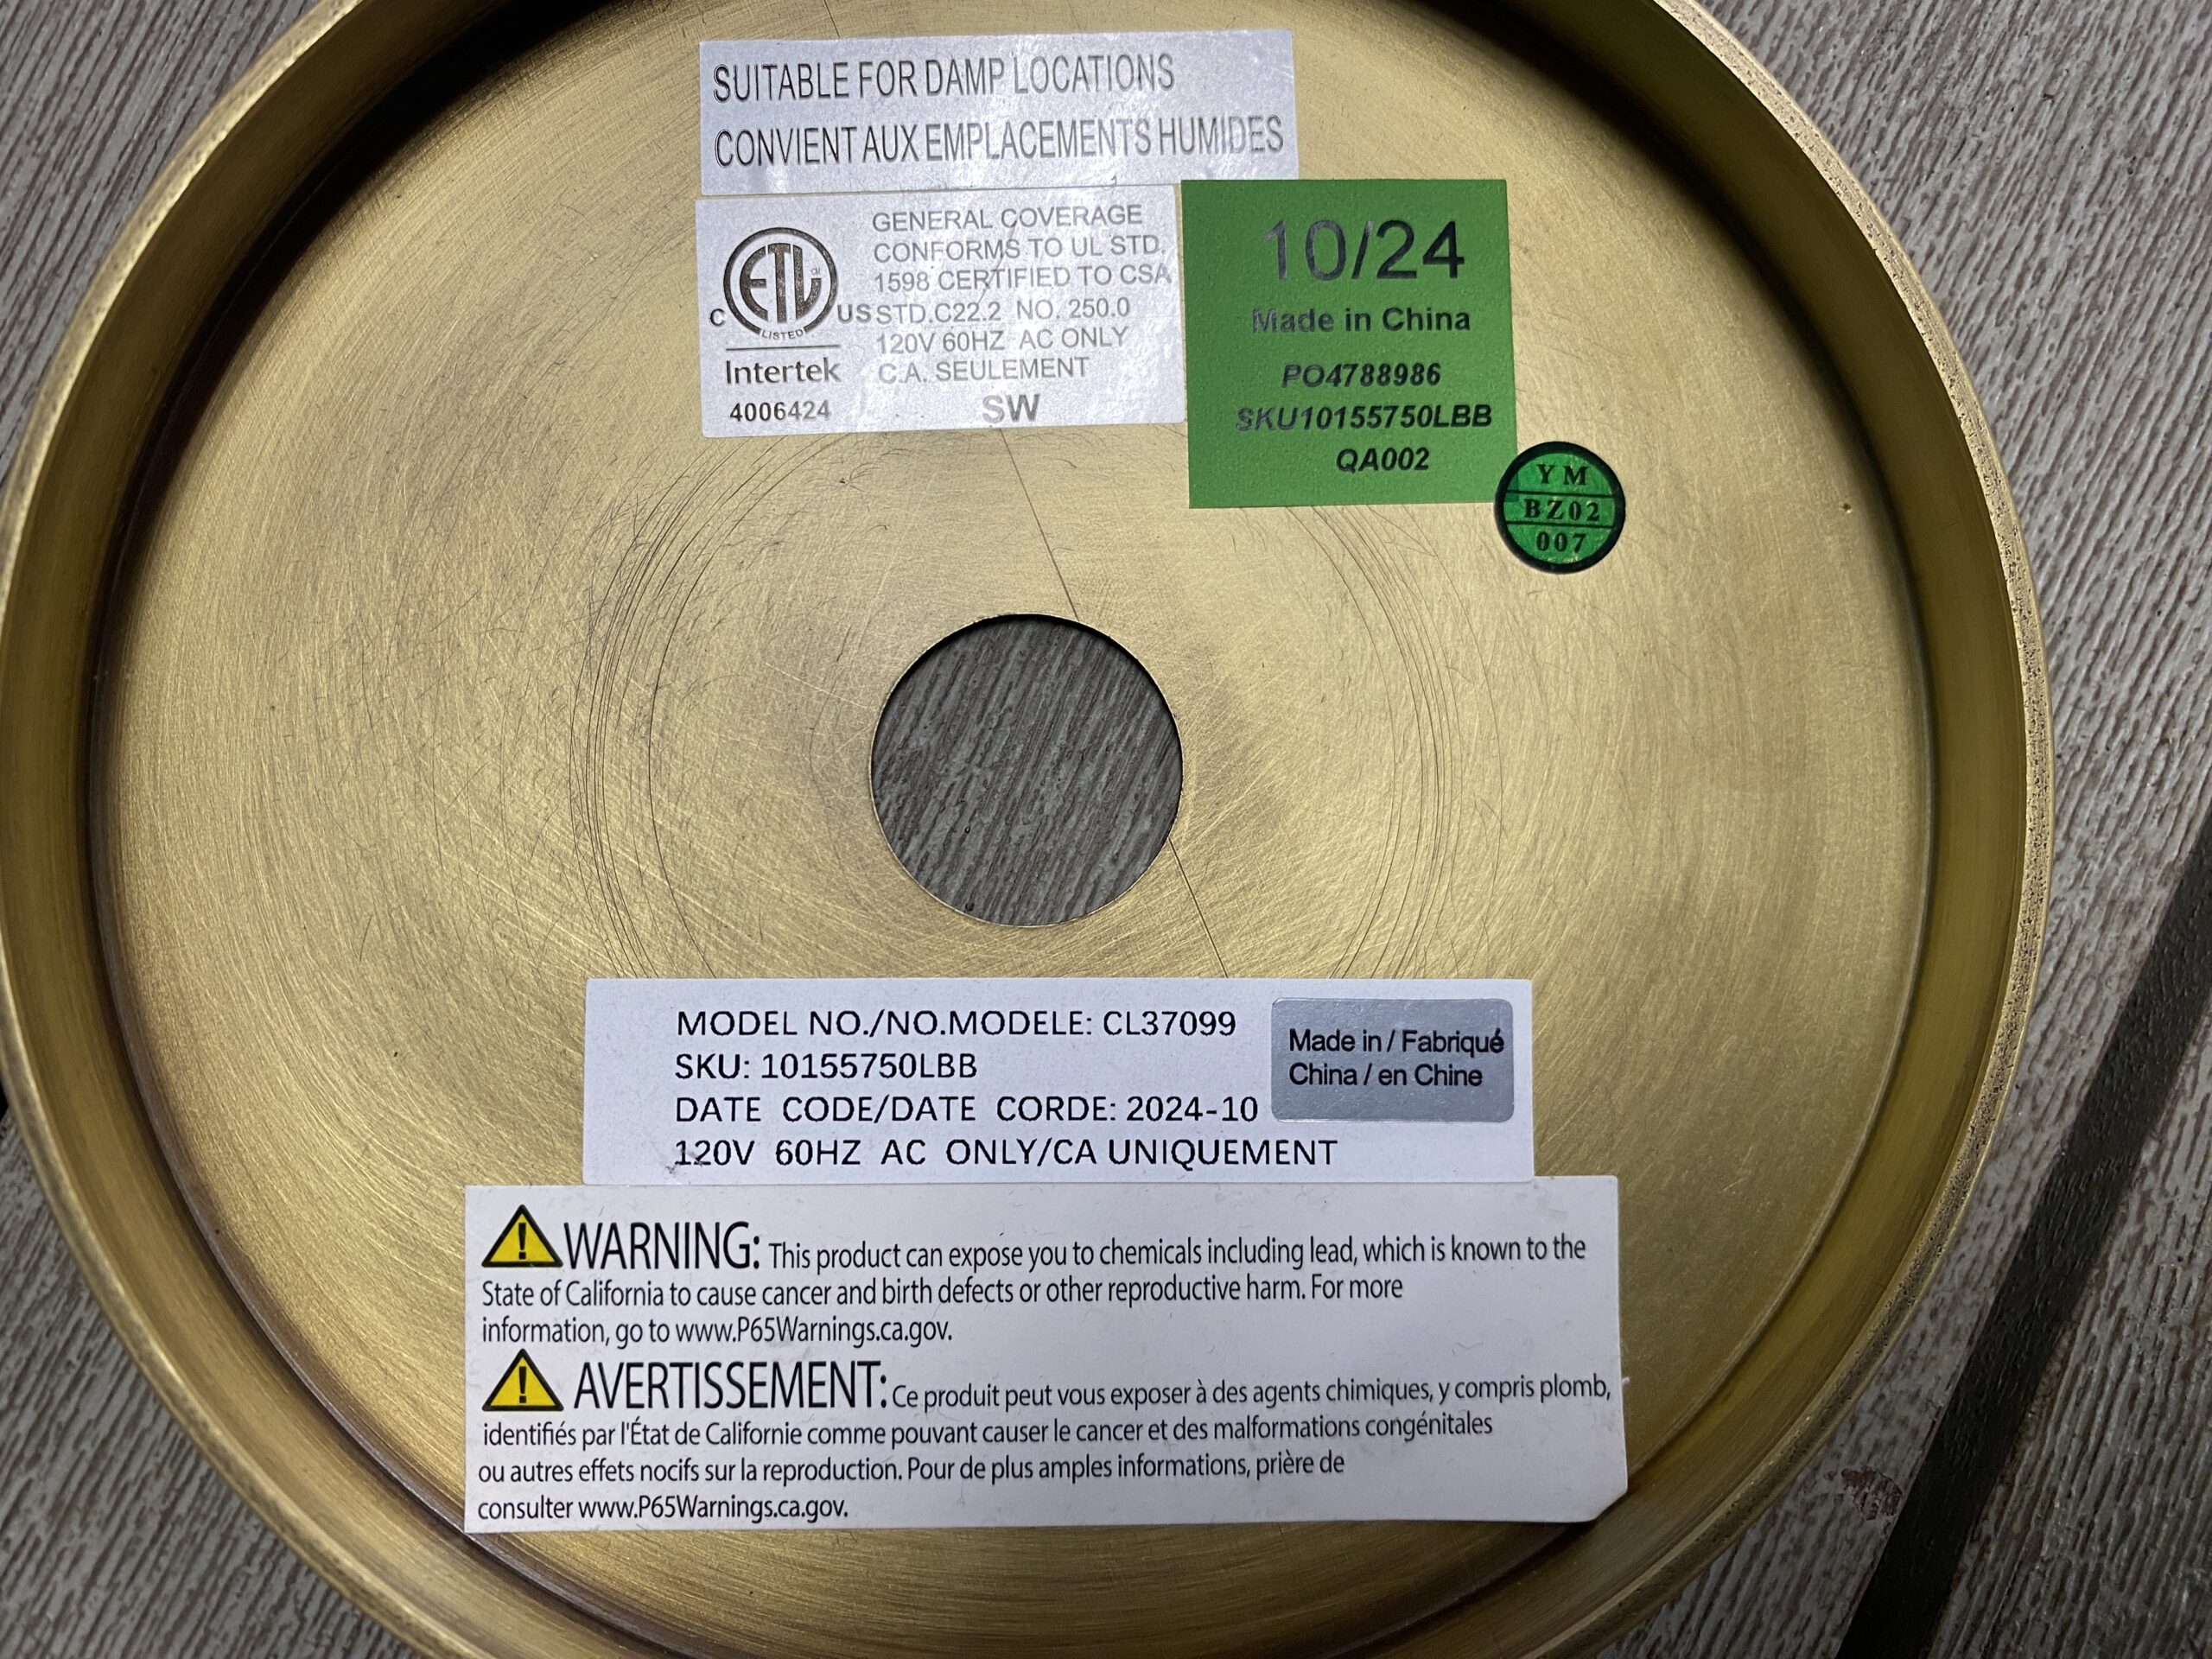 SUITABLE FOR DAMP LOCATIONS
CONVIENT AUX EMPLACEMENTS HUMIDES
GENERAL COVERAGE
CONFORMS TO UL STD.
1598 CERTIFIED TO CSA
STD.C22.2 NO. 250.0
120V 60HZ AC ONLY
C.A. SEULEMENT
SW
C ETL US
LISTED
Intertek
4006424
10/24
Made in China
PO4788986
SKU10155750LBB
QA002
Y M
BZ02
007
MODEL NO./NO.MODELE: CL37099
SKU: 10155750LBB
DATE CODE/DATE CORDE: 2024-10
120V 60HZ AC ONLY/CA UNIQUEMENT
Made in / Fabriqué
China / en Chine
WARNING: This product can expose you to chemicals including lead, which is known to the
State of California to cause cancer and birth defects or other reproductive harm. For more
information, go to www.P65Warnings.ca.gov.
AVERTISSEMENT: Ce produit peut vous exposer à des agents chimiques, y compris plomb,
identifiés par l'État de Californie comme pouvant causer le cancer et des malformations congénitales
ou autres effets nocifs sur la reproduction. Pour de plus amples informations, prière de
consulter www.P65Warnings.ca.gov.